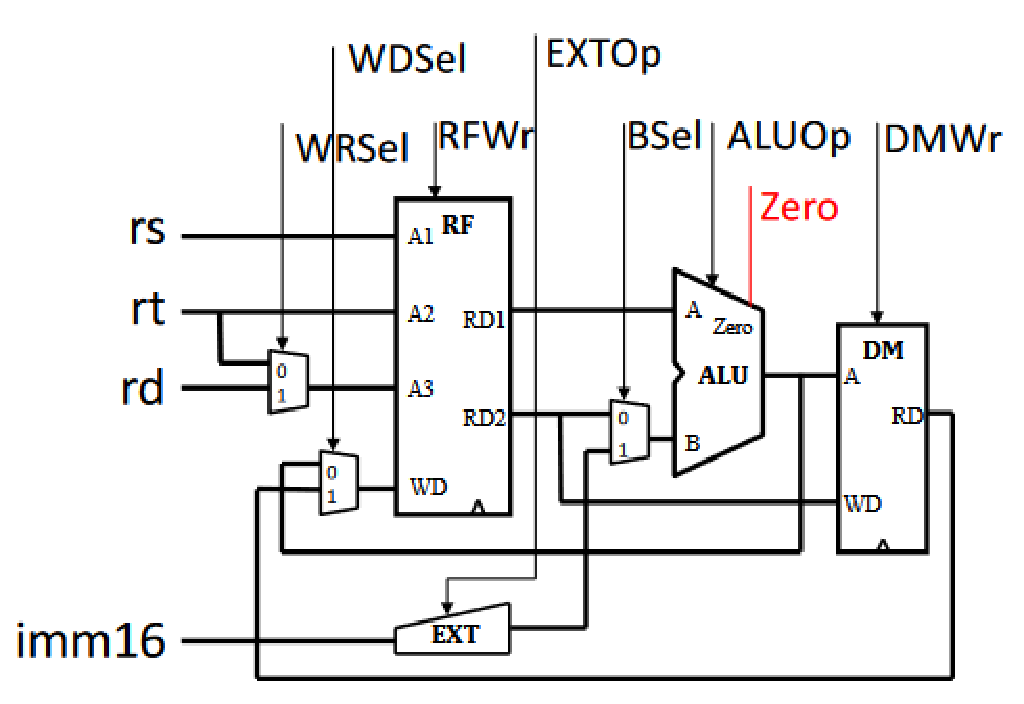 WDSel
EXTOp
WRSel
RFWr
BSel
ALUOp
DMWr
Zero
rs
A1
RF
rt
A2
RD1
A
Zero
DM
0
rd
1
A3
ALU
A
RD2
0
RD
1
B
0
1
WD
WD
imm16
EXT